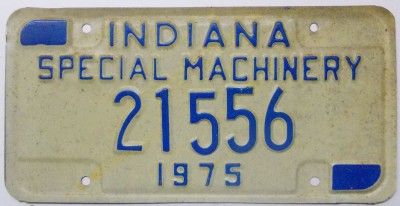 INDIANA
SPECIAL MACHINERY
21556
1975